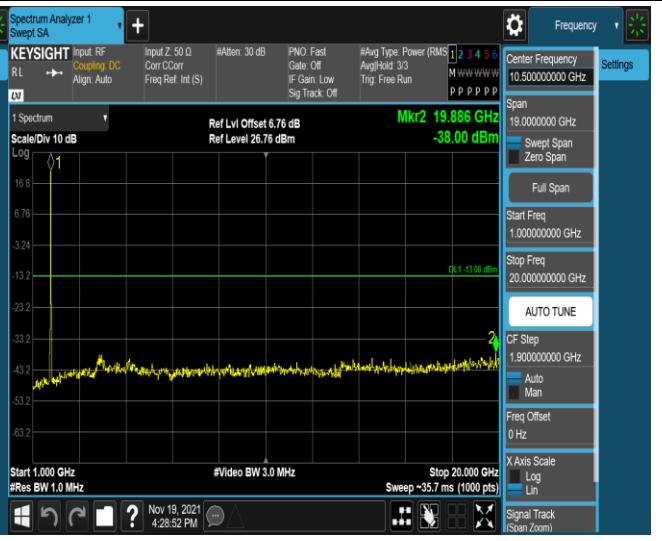 Spectrum Analyzer 1
Swept SA
Frequency
KEYSIGHT
RL
LXI
Input: RF
Coupling: DC
Align: Auto
Input Z: 50 Ω
Corr CCorr
Freq Ref: Int (S)
#Atten: 30 dB
PNO: Fast
Gate: Off
IF Gain: Low
Sig Track: Off
#Avg Type: Power (RMS
Avg|Hold: 3/3
Trig: Free Run
1 2 3 4 5 6
M W W W W W
P P P P P P
1 Spectrum
Scale/Div 10 dB
Log
Ref Lvl Offset 6.76 dB
Ref Level 26.76 dBm
Mkr2 19.886 GHz
-38.00 dBm
1
16.8
6.76
-3.24
-13.2
DL1 -13.00 dBm
-23.2
-33.2
2
-43.2
-53.2
-63.2
Start 1.000 GHz
#Res BW 1.0 MHz
#Video BW 3.0 MHz
Stop 20.000 GHz
Sweep ~35.7 ms (1000 pts)
Nov 19, 2021
4:28:52 PM
Center Frequency
10.500000000 GHz
Settings
Span
19.0000000 GHz
Swept Span
Zero Span
Full Span
Start Freq
1.000000000 GHz
Stop Freq
20.000000000 GHz
AUTO TUNE
CF Step
1.900000000 GHz
Auto
Man
Freq Offset
0 Hz
X Axis Scale
Log
Lin
Signal Track
(Span Zoom)